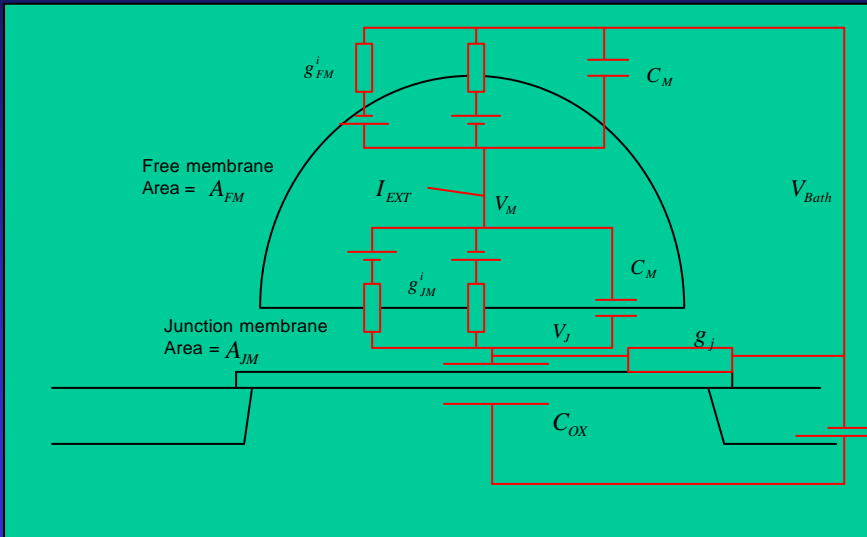 g^i_FM
C_M
Free membrane
Area = A_FM
I_EXT
V_M
V_Bath
C_M
g^i_JM
Junction membrane
Area = A_JM
V_J
g_j
C_OX